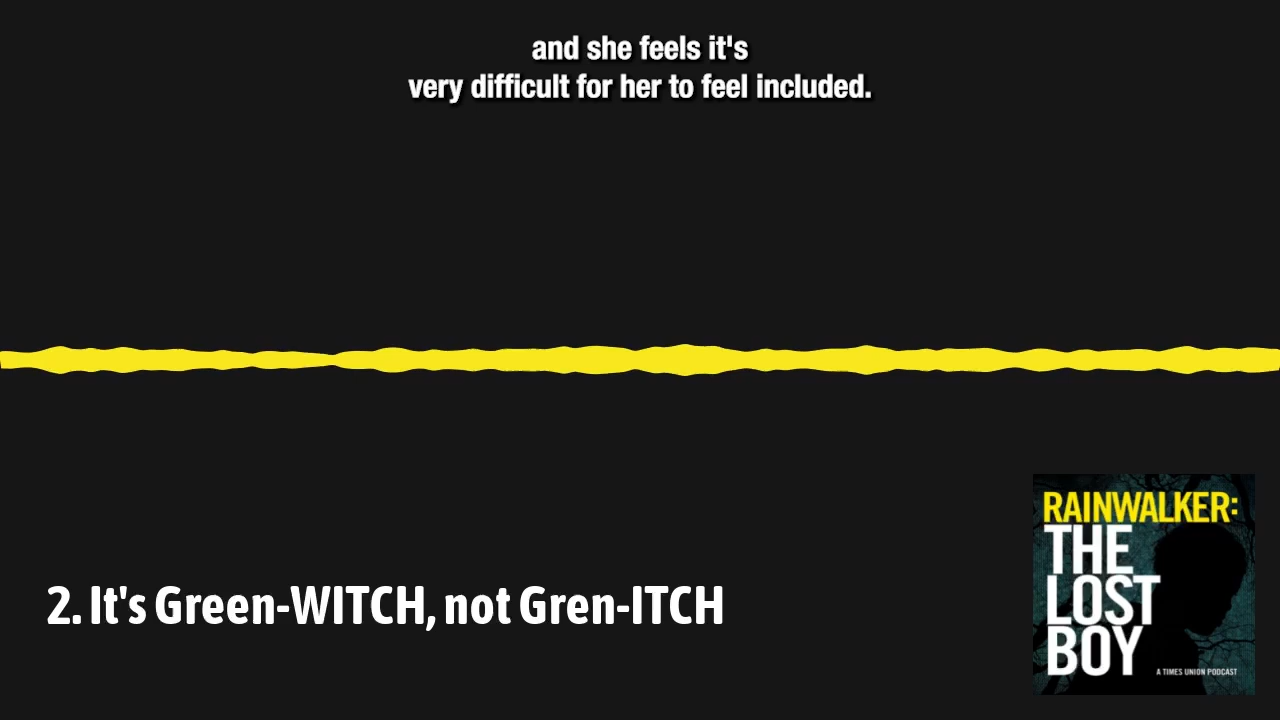 and she feels it's
very difficult for her to feel included.
2. It's Green-WITCH, not Gren-ITCH
RAINWALKER:
THE
LOST
BOY
A TIMES UNION PODCAST